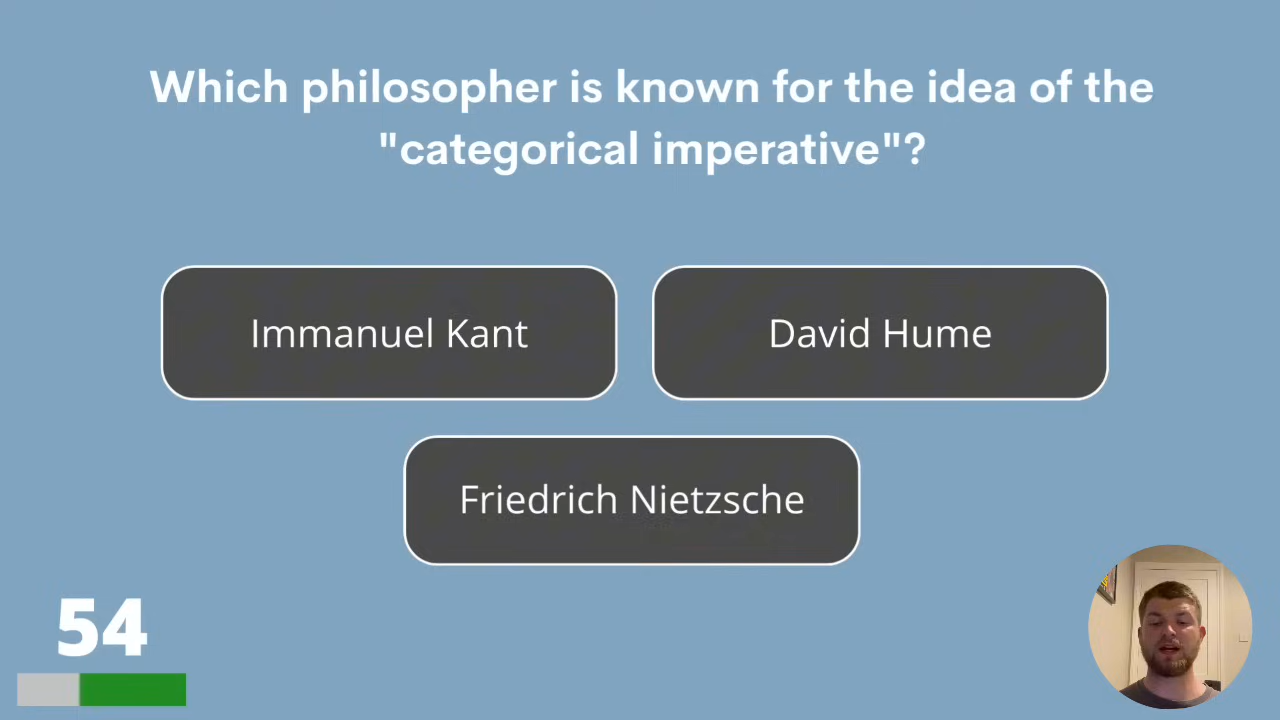 Which philosopher is known for the idea of the
"categorical imperative"?
Immanuel Kant
David Hume
Friedrich Nietzsche
54